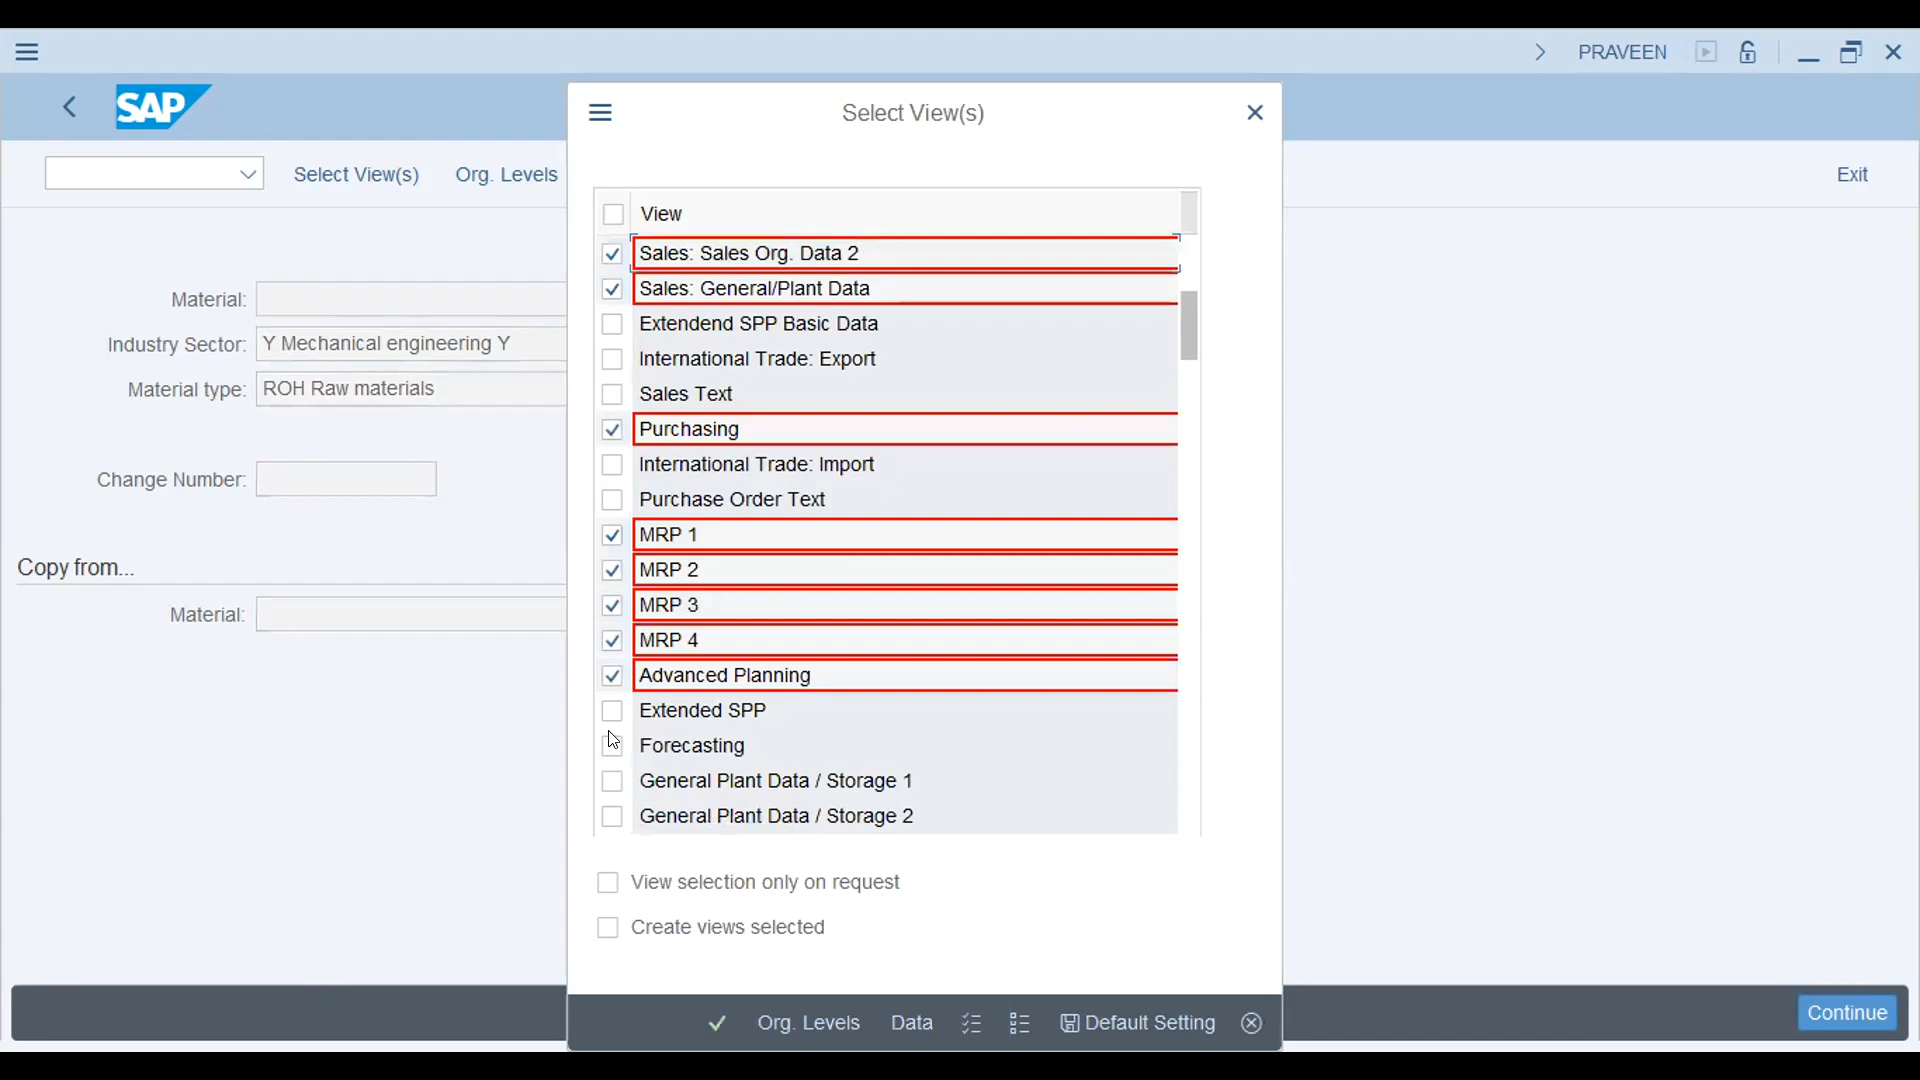 PRAVEEN
SAP
Select View(s)
Org. Levels
Exit
Material:
Industry Sector: Y Mechanical engineering Y
Material type: ROH Raw materials
Change Number:
Copy from...
Material:
Select View(s)
View
Sales: Sales Org. Data 2
Sales: General/Plant Data
Extendend SPP Basic Data
International Trade: Export
Sales Text
Purchasing
International Trade: Import
Purchase Order Text
MRP 1
MRP 2
MRP 3
MRP 4
Advanced Planning
Extended SPP
Forecasting
General Plant Data / Storage 1
General Plant Data / Storage 2
View selection only on request
Create views selected
Org. Levels
Data
Default Setting
Continue